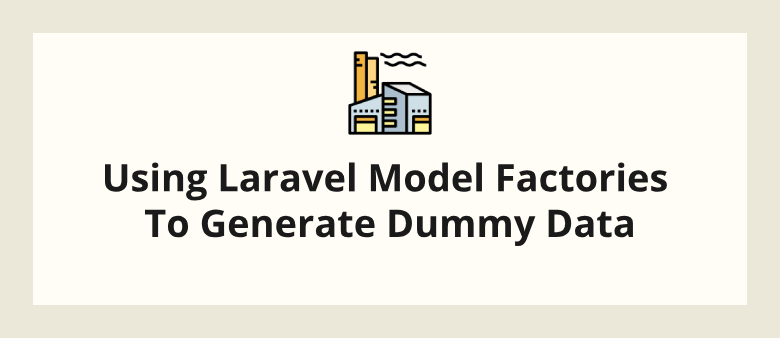 Using Laravel Model Factories
To Generate Dummy Data